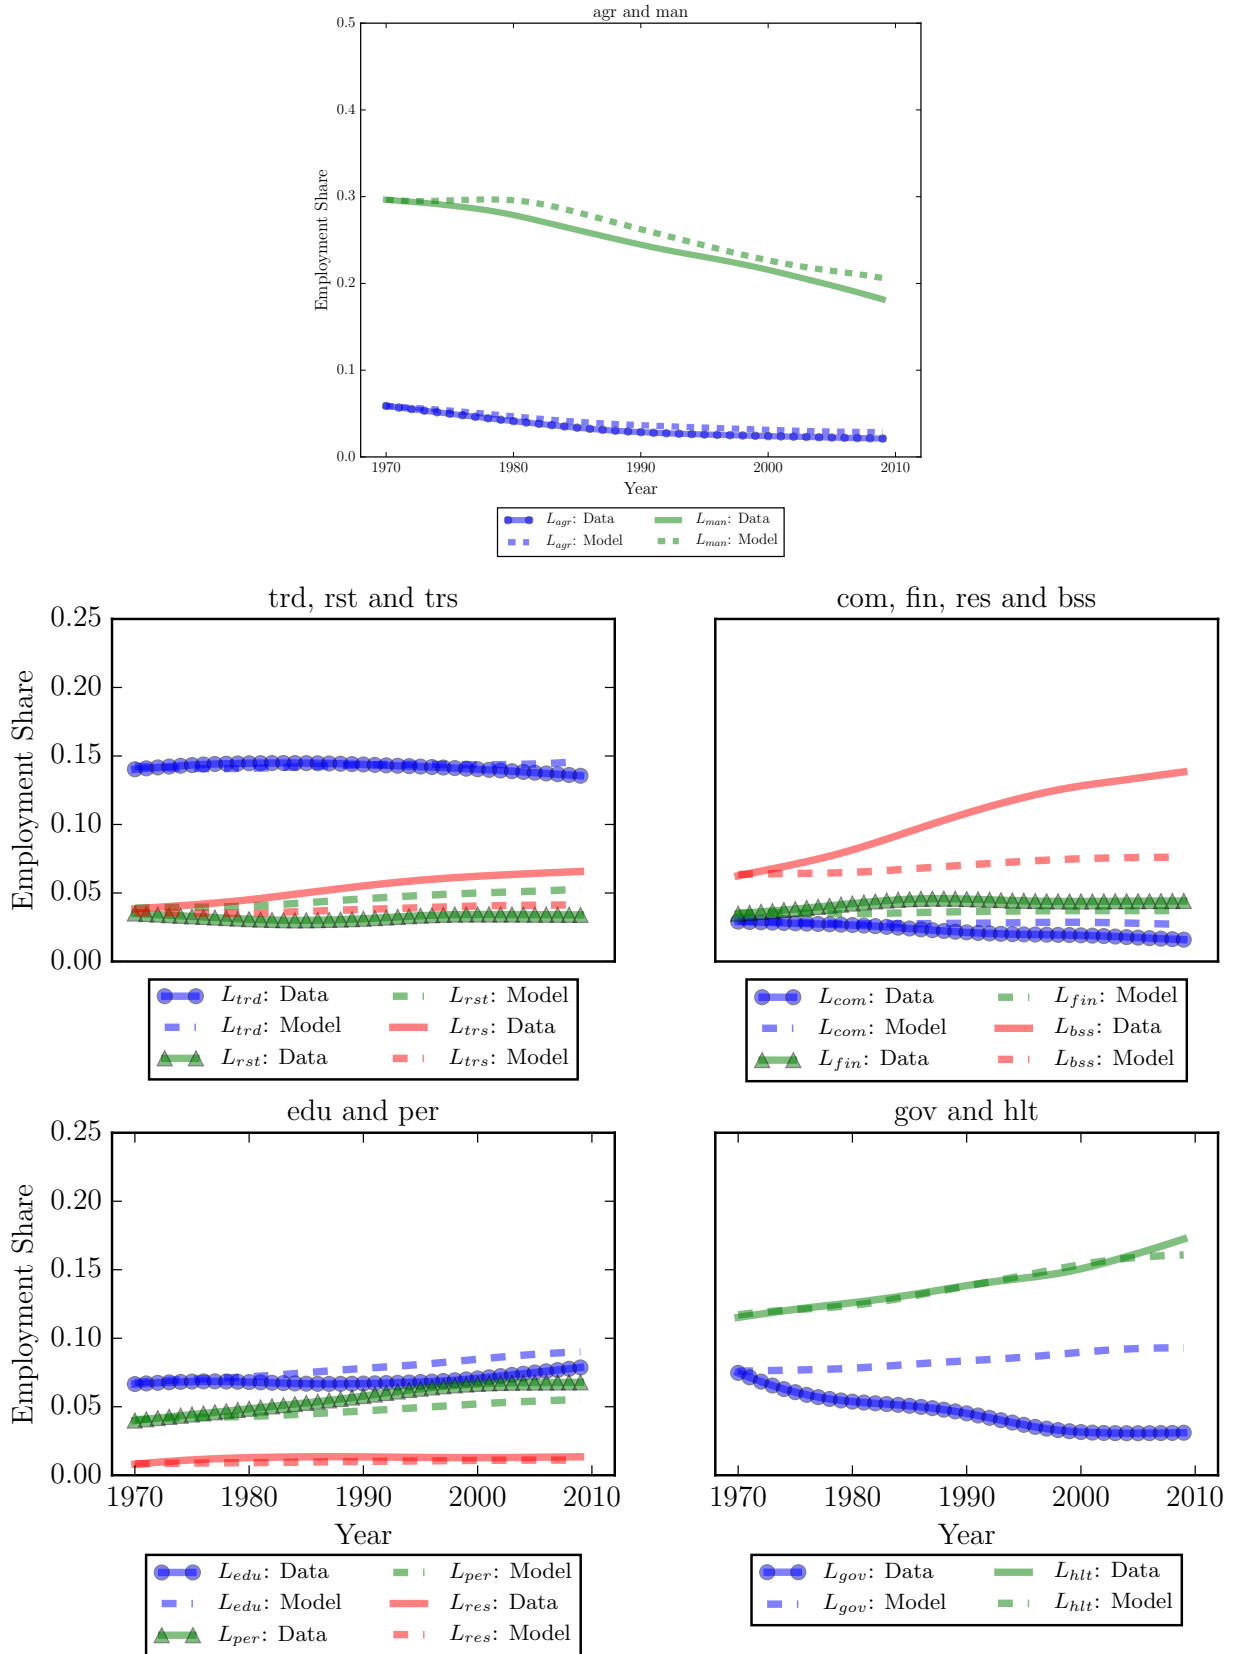 agr and man
0.5
0.4
0.3
0.2
0.1
0.0
Employment Share
1970 1980 1990 2000 2010
Year
L_agr: Data L_man: Data
L_agr: Model L_man: Model
trd, rst and trs
0.25
0.20
0.15
0.10
0.05
0.00
Employment Share
L_trd: Data L_rst: Model
L_trd: Model L_trs: Data
L_rst: Data L_trs: Model
com, fin, res and bss
L_com: Data L_fin: Model
L_com: Model L_bss: Data
L_fin: Data L_bss: Model
edu and per
0.25
0.20
0.15
0.10
0.05
0.00
Employment Share
1970 1980 1990 2000 2010
Year
L_edu: Data L_per: Model
L_edu: Model L_res: Data
L_per: Data L_res: Model
gov and hlt
1970 1980 1990 2000 2010
Year
L_gov: Data L_hlt: Data
L_gov: Model L_hlt: Model